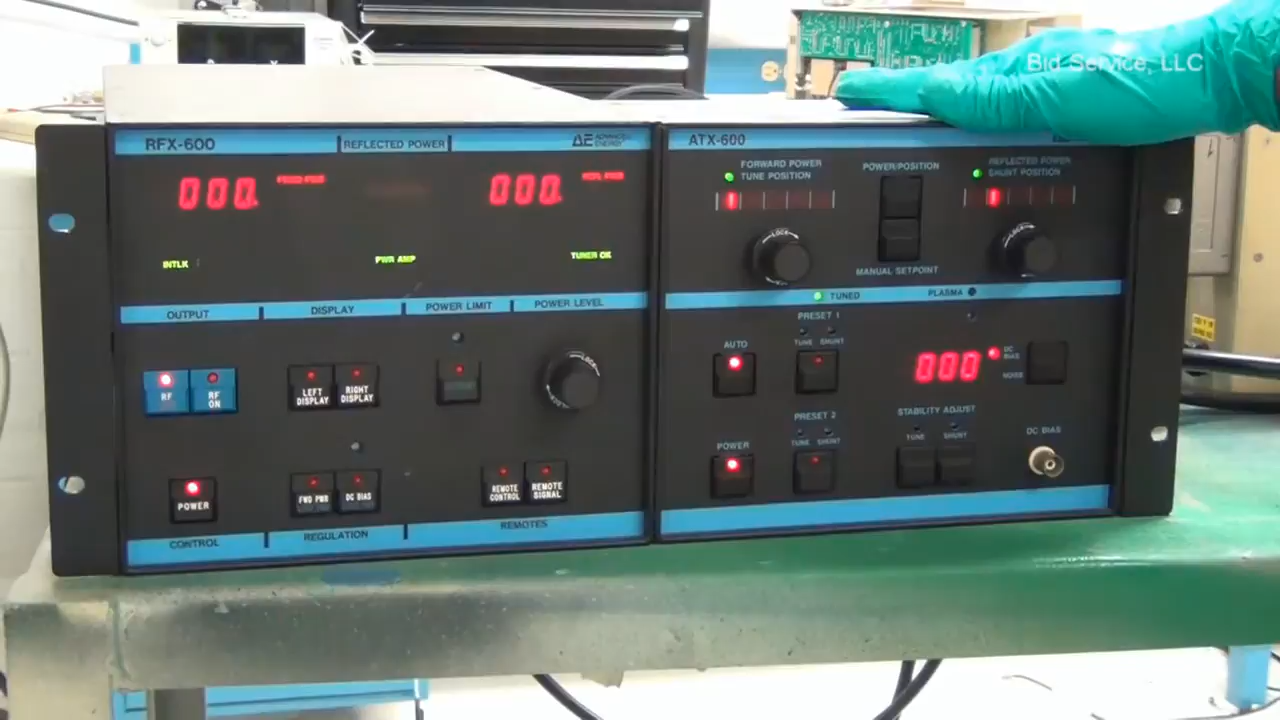 Bid Service, LLC
RFX-600
REFLECTED POWER
AE ADVANCED ENERGY
000.
000.
INTLK
PWR AMP
TUNER OK
OUTPUT
DISPLAY
POWER LIMIT
POWER LEVEL
LOCK
RF
RF ON
LEFT DISPLAY
RIGHT DISPLAY
POWER
FWD PWR
DC BIAS
REMOTE CONTROL
REMOTE SIGNAL
CONTROL
REGULATION
REMOTES
ATX-600
FORWARD POWER
TUNE POSITION
POWER/POSITION
REFLECTED POWER
SHUNT POSITION
LOCK
LOCK
MANUAL SETPOINT
TUNED
PLASMA
PRESET 1
TUNE SHUNT
AUTO
000
DC BIAS
NOISE
PRESET 2
TUNE SHUNT
STABILITY ADJUST
TUNE SHUNT
POWER
DC BIAS